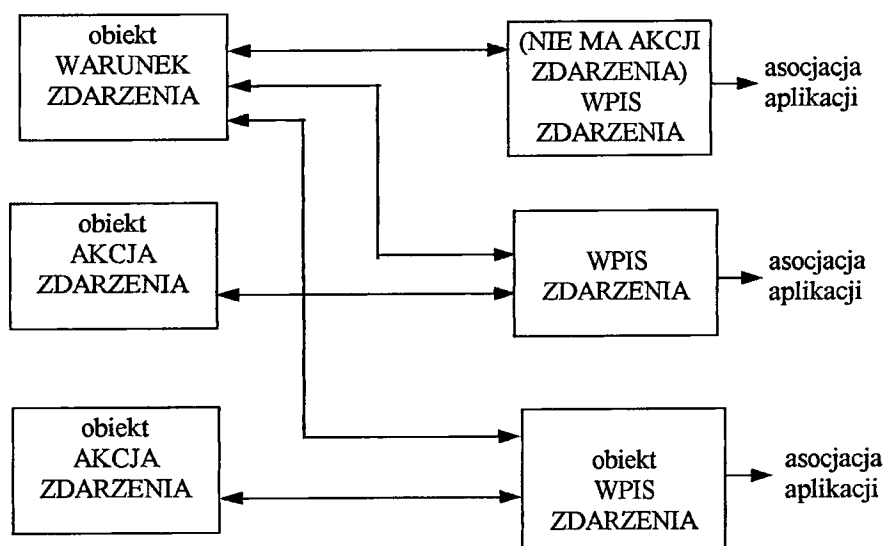 obiekt
WARUNEK
ZDARZENIA
(NIE MA AKCJI
ZDARZENIA)
WPIS
ZDARZENIA
asocjacja
aplikacji
obiekt
AKCJA
ZDARZENIA
WPIS
ZDARZENIA
asocjacja
aplikacji
obiekt
AKCJA
ZDARZENIA
obiekt
WPIS
ZDARZENIA
asocjacja
aplikacji